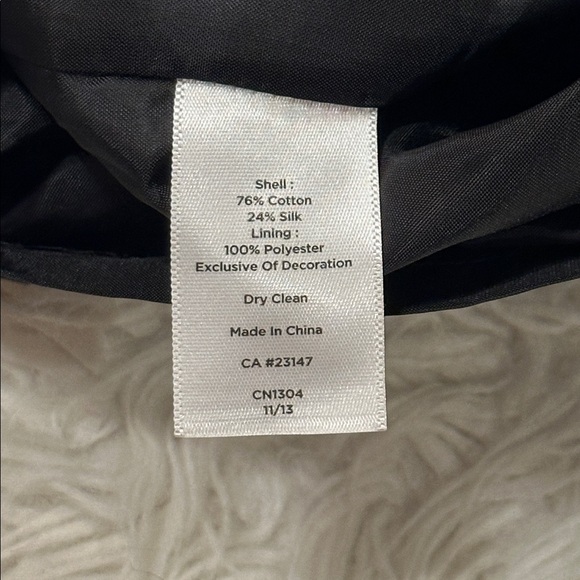 Shell :
76% Cotton
24% Silk
Lining :
100% Polyester
Exclusive Of Decoration
Dry Clean
Made In China
CA #23147
CN1304
11/13